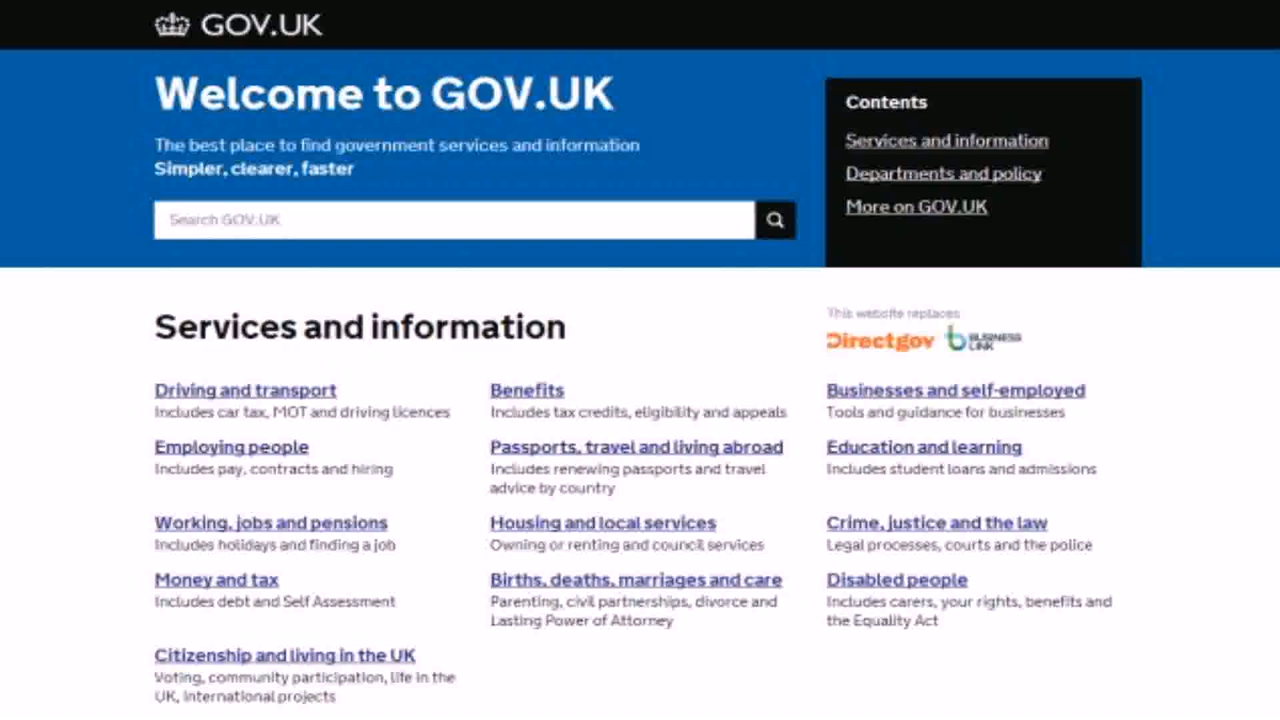 GOV.UK
Welcome to GOV.UK
The best place to find government services and information
Simpler, clearer, faster
Search GOV.UK
Contents
Services and information
Departments and policy
More on GOV.UK
Services and information
This website replaces
Directgov
BUSINESS
LINK
Driving and transport
Includes car tax, MOT and driving licences
Benefits
Includes tax credits, eligibility and appeals
Businesses and self-employed
Tools and guidance for businesses
Employing people
Includes pay, contracts and hiring
Passports, travel and living abroad
Includes renewing passports and travel
advice by country
Education and learning
Includes student loans and admissions
Working, jobs and pensions
Includes holidays and finding a job
Housing and local services
Owning or renting and council services
Crime, justice and the law
Legal processes, courts and the police
Money and tax
Includes debt and Self Assessment
Births, deaths, marriages and care
Parenting, civil partnerships, divorce and
Lasting Power of Attorney
Disabled people
Includes carers, your rights, benefits and
the Equality Act
Citizenship and living in the UK
Voting, community participation, life in the
UK, international projects